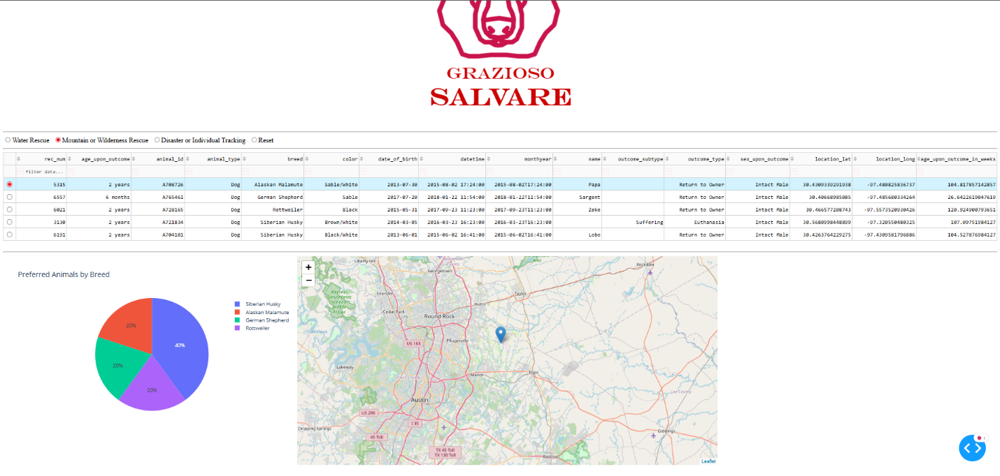 GRAZIOSO
SALVARE
Water Rescue Mountain or Wilderness Rescue Disaster or Individual Tracking Reset
rec_num age_upon_outcome animal_id animal_type breed color date_of_birth datetime monthyear name outcome_subtype outcome_type sex_upon_outcome location_lat location_long age_upon_outcome_in_weeks
filter data...
5315 2 years A708726 Dog Alaskan Malamute Sable/White 2013-07-30 2015-08-02 17:24:00 2015-08-02T17:24:00 Papa Return to Owner Intact Male 30.4309339291938 -97.480825836737 104.817857142857
6557 6 months A765461 Dog German Shepherd Sable 2017-07-20 2018-01-22 11:54:00 2018-01-22T11:54:00 Sargent Return to Owner Intact Male 30.40668985085 -97.485680334264 26.6422619047619
6021 2 years A728165 Dog Rottweiler Black 2015-05-31 2017-09-23 11:23:00 2017-09-23T11:23:00 Zeke Return to Owner Intact Male 30.466577208743 -97.5573520930426 120.924900793651
3130 2 years A721834 Dog Siberian Husky Brown/White 2014-03-05 2016-03-23 16:23:00 2016-03-23T16:23:00 Suffering Euthanasia Intact Male 30.5680998448899 -97.320550480325 107.09751984127
6191 2 years A704101 Dog Siberian Husky Black/White 2013-06-01 2015-06-02 16:41:00 2015-06-02T16:41:00 Lobo Return to Owner Intact Male 30.4263764229275 -97.4309581796886 104.527876984127
Preferred Animals by Breed
Siberian Husky
Alaskan Malamute
German Shepherd
Rottweiler
20%
40%
20%
20%
+
−
Liberty Hill
Williamson
County
Georgetown
Area
Rockdale
Balcones
Canyonlands
National
Wildlife
Refuge
Leander
Taylor
Hutto
Cedar Park
Round Rock
Lake Travis
US 183
Pflugerville
Lakeway
Travis County
Manor
Elgin
Lee County
Austin
US 290
I 35
Dripping Springs
Giddings
45 Toll
TX 45 Toll
TX 130 Toll
Bastrop
Leaflet